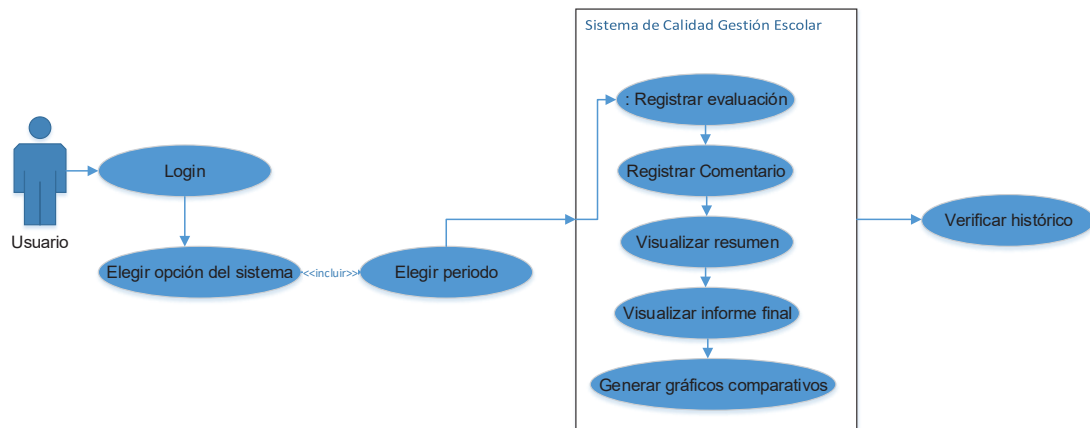 Sistema de Calidad Gestión Escolar
: Registrar evaluación
Login
Registrar Comentario
Usuario
Verificar histórico
Visualizar resumen
Elegir opción del sistema
<<incluir>>
Elegir periodo
Visualizar informe final
Generar gráficos comparativos